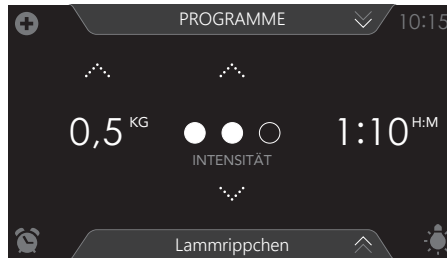 PROGRAMME
10:15
0,5 KG
1:10 H:M
INTENSITÄT
Lammrippchen